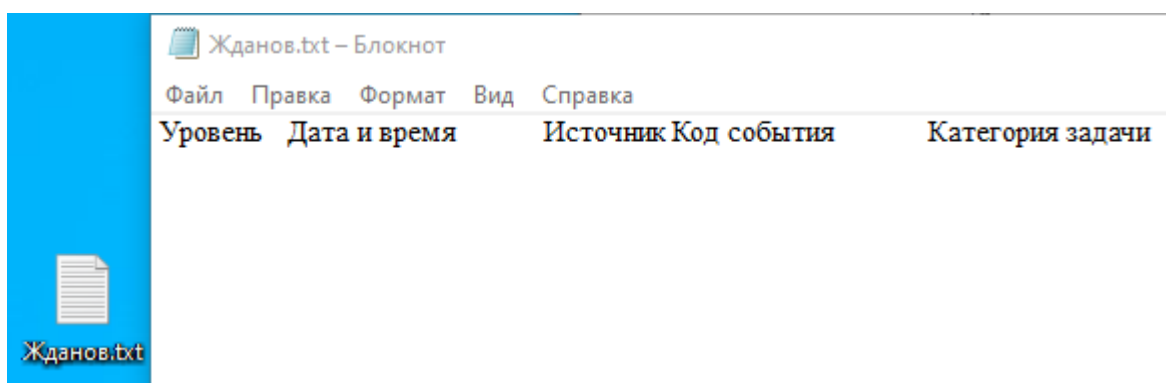 Жданов.txt – Блокнот
Файл Правка Формат Вид Справка
Уровень Дата и время Источник Код события Категория задачи
Жданов.txt